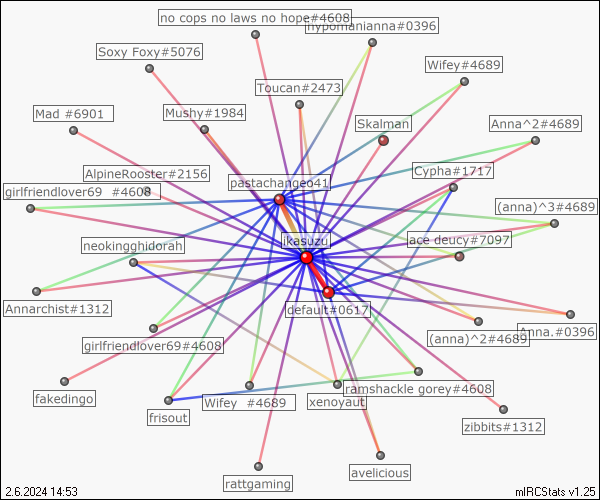 no cops no laws no hope#4608
hypomanianna#0396
Soxy Foxy#5076
Wifey#4689
Toucan#2473
Mad #6901
Mushy#1984
Skalman
Anna^2#4689
AlpineRooster#2156
Cypha#1717
pastachange041
girlfriendlover69 #4608
(anna)^3#4689
neokingghidorah
ikasuzu
ace deucy#7097
Annarchist#1312
default#0617
(anna)^2#4689
Anna.#0396
girlfriendlover69#4608
fakedingo
ramshackle gorey#4608
frisout
Wifey #4689
xenoyaut
zibbits#1312
rattgaming
avelicious
2.6.2024 14:53
mIRCStats v1.25